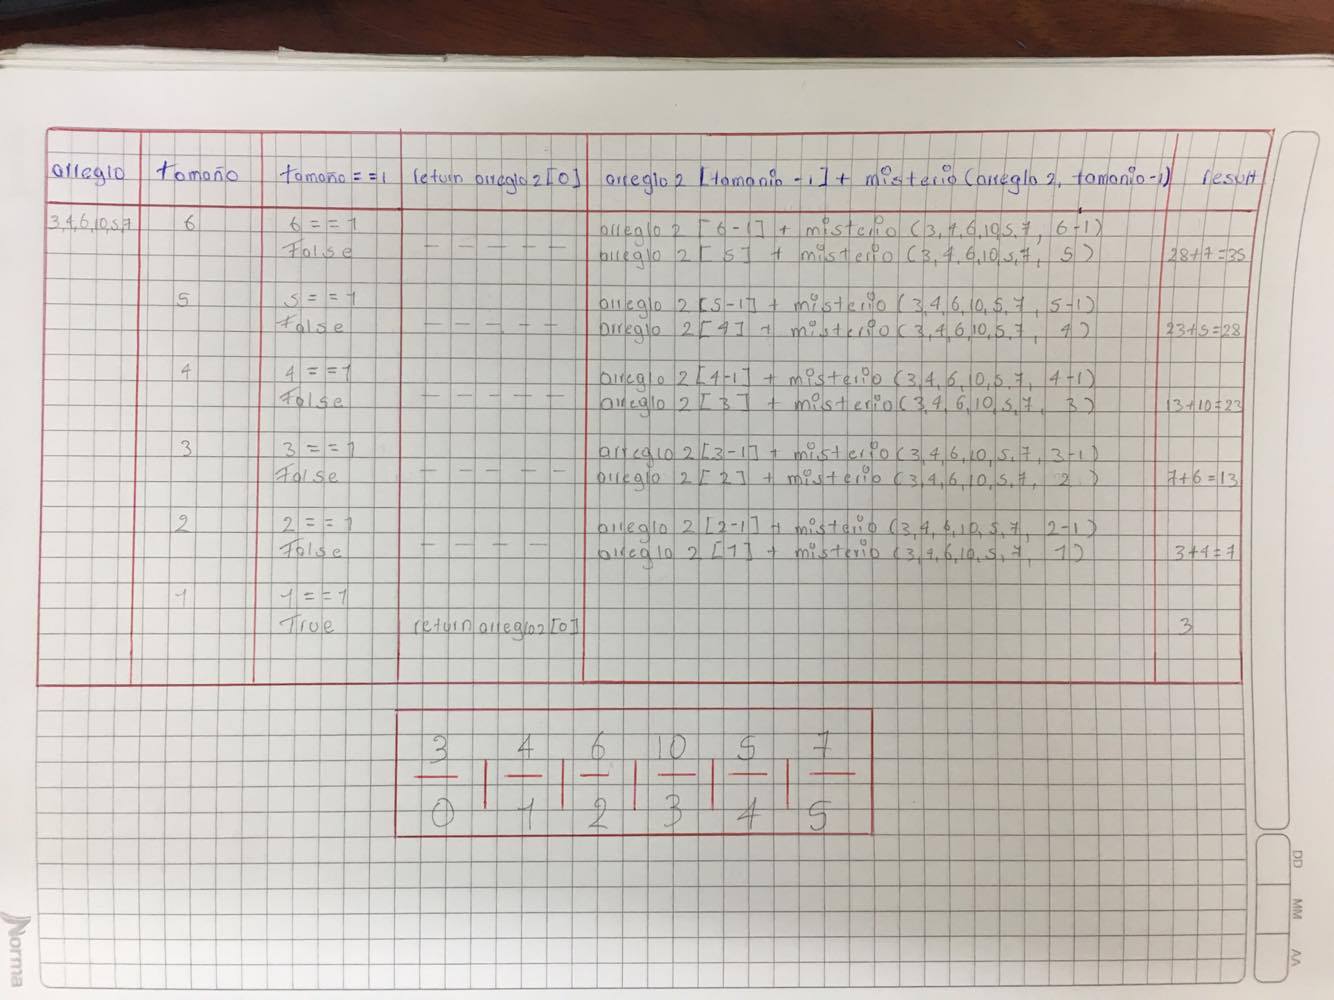 arreglo tamaño tamaño==1 return arreglo2[0] arreglo2[tamanio-1]+ misterio(arreglo2, tamanio-1) result
3,4,6,10,5,7 6 6==1 arreglo 2[6-1] + misterio (3,4,6,10,5,7, 6-1)
False ----- arreglo 2[5] + misterio (3,4,6,10,5,7, 5) 28+7=35
5 5==1 arreglo 2[5-1] + misterio (3,4,6,10,5,7, 5-1)
False ----- arreglo 2[4] + misterio (3,4,6,10,5,7, 4) 23+5=28
4 4==1 arreglo 2[4-1] + misterio (3,4,6,10,5,7, 4-1)
False ----- arreglo 2[3] + misterio (3,4,6,10,5,7, 3) 13+10=23
3 3==1 arreglo 2[3-1] + misterio (3,4,6,10,5,7, 3-1)
False ----- arreglo 2[2] + misterio (3,4,6,10,5,7, 2) 7+6=13
2 2==1 arreglo 2[2-1] + misterio (3,4,6,10,5,7, 2-1)
False ---- arreglo 2[1] + misterio (3,4,6,10,5,7, 1) 3+4=7
1 1==1
True return arreglo2[0] 3
3 | 4 | 6 | 10 | 5 | 7
0 | 1 | 2 | 3 | 4 | 5
DD
MM
AA
Norma